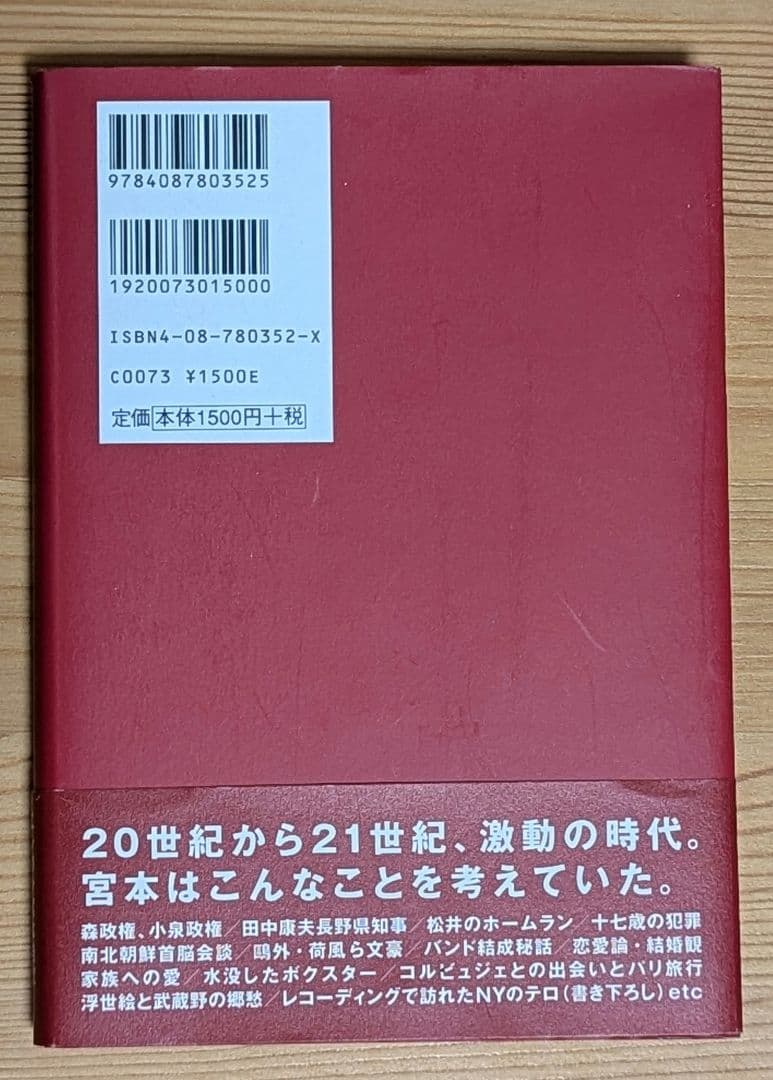 9784087803525
1920073015000
ISBN4-08-780352-X
C0073 ¥1500E
定価本体1500円+税
20世紀から21世紀、激動の時代。
宮本はこんなことを考えていた。
森政権、小泉政権/田中康夫長野県知事/松井のホームラン/十七歳の犯罪
南北朝鮮首脳会談/鴎外・荷風ら文豪/バンド結成秘話/恋愛論・結婚観
家族への愛/水没したボクスター/コルビュジェとの出会いとパリ旅行
浮世絵と武蔵野の郷愁/レコーディングで訪れたNYのテロ(書き下ろし)etc